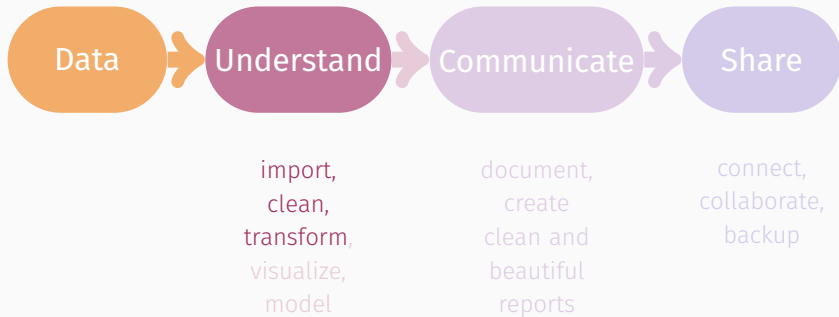 Data
Understand
Communicate
Share
import,
clean,
transform,
visualize,
model
document,
create
clean and
beautiful
reports
connect,
collaborate,
backup